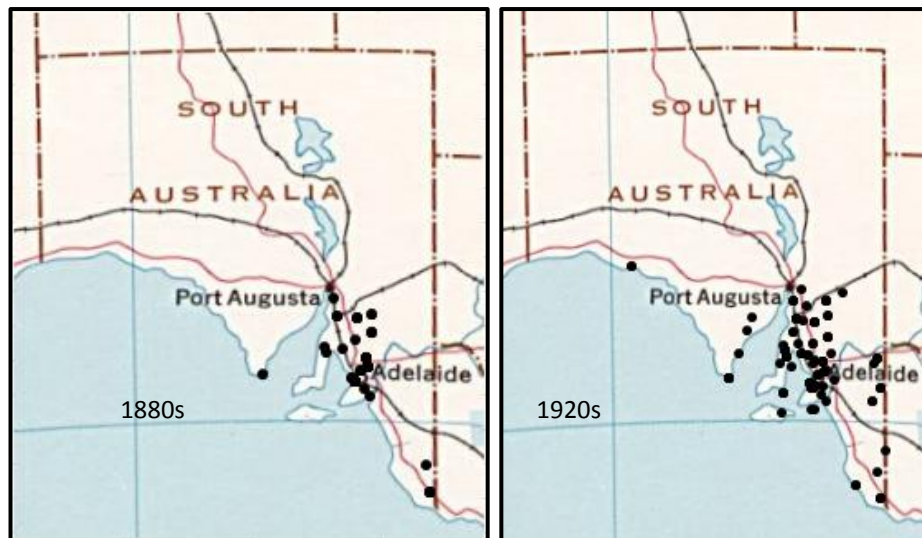 SOUTH
AUSTRALIA
Port Augusta
Adelaide
1880s
SOUTH
AUSTRALIA
Port Augusta
Adelaide
1920s